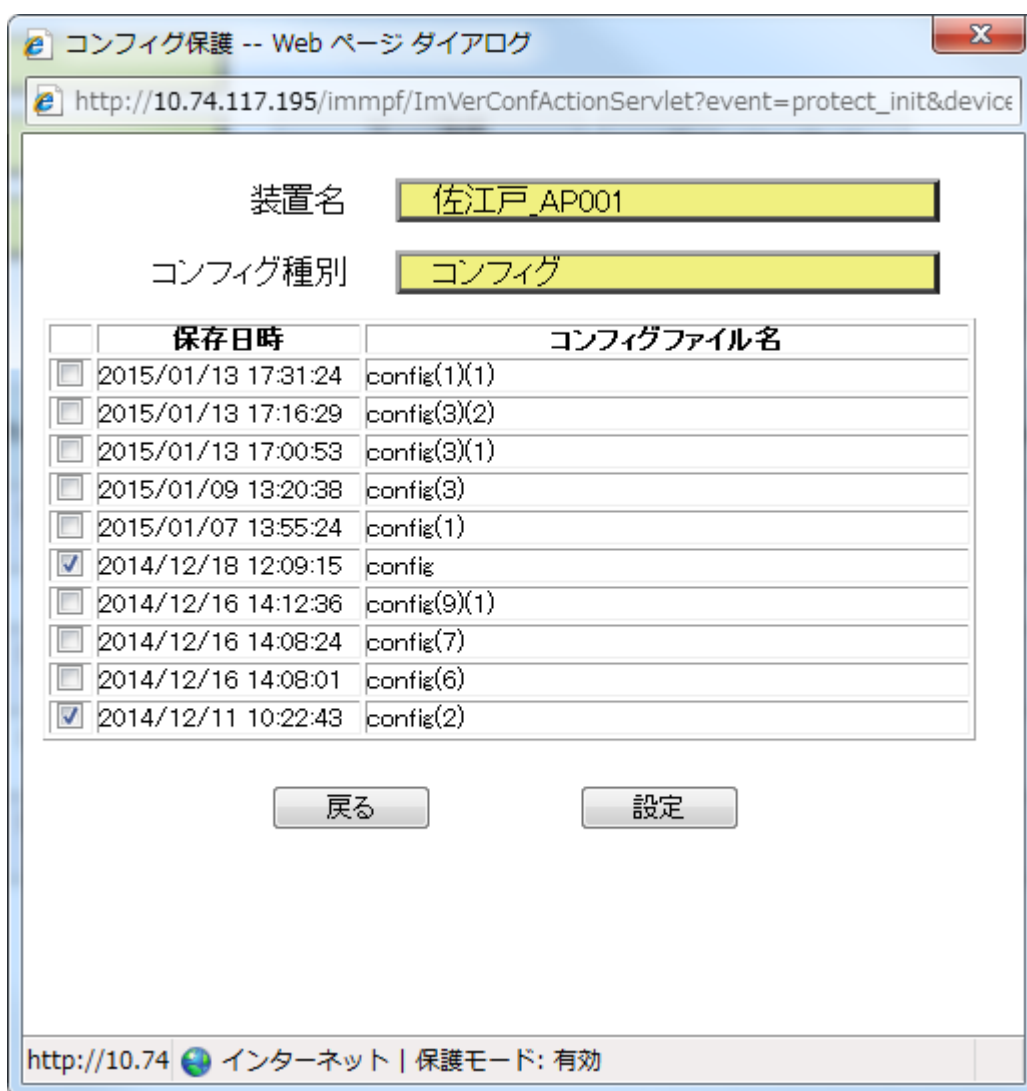 コンフィグ保護 -- Web ページ ダイアログ
http://10.74.117.195/immpf/ImVerConfActionServlet?event=protect_init&device
装置名 佐江戸_AP001
コンフィグ種別 コンフィグ
保存日時 コンフィグファイル名
2015/01/13 17:31:24 config(1)(1)
2015/01/13 17:16:29 config(3)(2)
2015/01/13 17:00:53 config(3)(1)
2015/01/09 13:20:38 config(3)
2015/01/07 13:55:24 config(1)
2014/12/18 12:09:15 config
2014/12/16 14:12:36 config(9)(1)
2014/12/16 14:08:24 config(7)
2014/12/16 14:08:01 config(6)
2014/12/11 10:22:43 config(2)
戻る 設定
http://10.74 インターネット | 保護モード: 有効